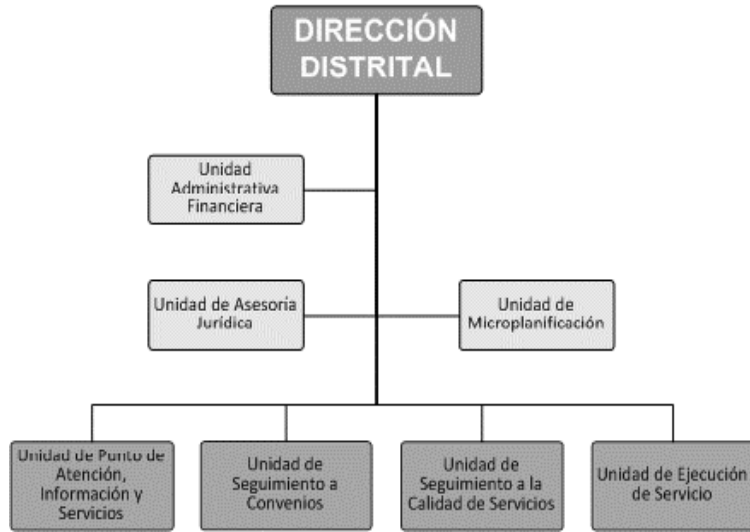 DIRECCIÓN
DISTRITAL
Unidad
Administrativa
Financiera
Unidad de Asesoría
Jurídica
Unidad de
Microplanificación
Unidad de Punto de
Atención,
Información y
Servicios
Unidad de
Seguimiento a
Convenios
Unidad de
Seguimiento a la
Calidad de Servicios
Unidad de Ejecución
de Servicio